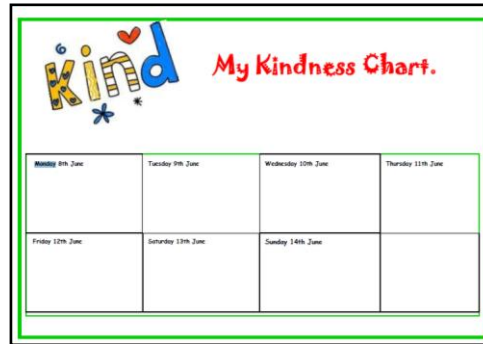 kind
My Kindness Chart.
Monday 8th June
Tuesday 9th June
Wednesday 10th June
Thursday 11th June
Friday 12th June
Saturday 13th June
Sunday 14th June